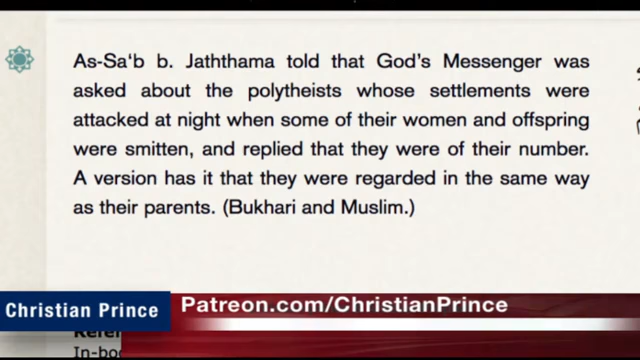 As-Sa‘b b. Jaththama told that God’s Messenger was
asked about the polytheists whose settlements were
attacked at night when some of their women and offspring
were smitten, and replied that they were of their number.
A version has it that they were regarded in the same way
as their parents. (Bukhari and Muslim.)
Christian Prince
Patreon.com/ChristianPrince